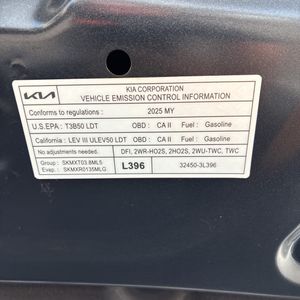 KIA
KIA CORPORATION
VEHICLE EMISSION CONTROL INFORMATION
Conforms to regulations : 2025 MY
U.S.EPA : T3B50 LDT OBD : CA II Fuel : Gasoline
California : LEV III ULEV50 LDT OBD : CA II Fuel : Gasoline
No adjustments needed. DFI, 2WR-HO2S, 2HO2S, 2WU-TWC, TWC
Group : SKMXT03.8ML5 L396 32450-3L396
Evap. : SKMXR0135MLG